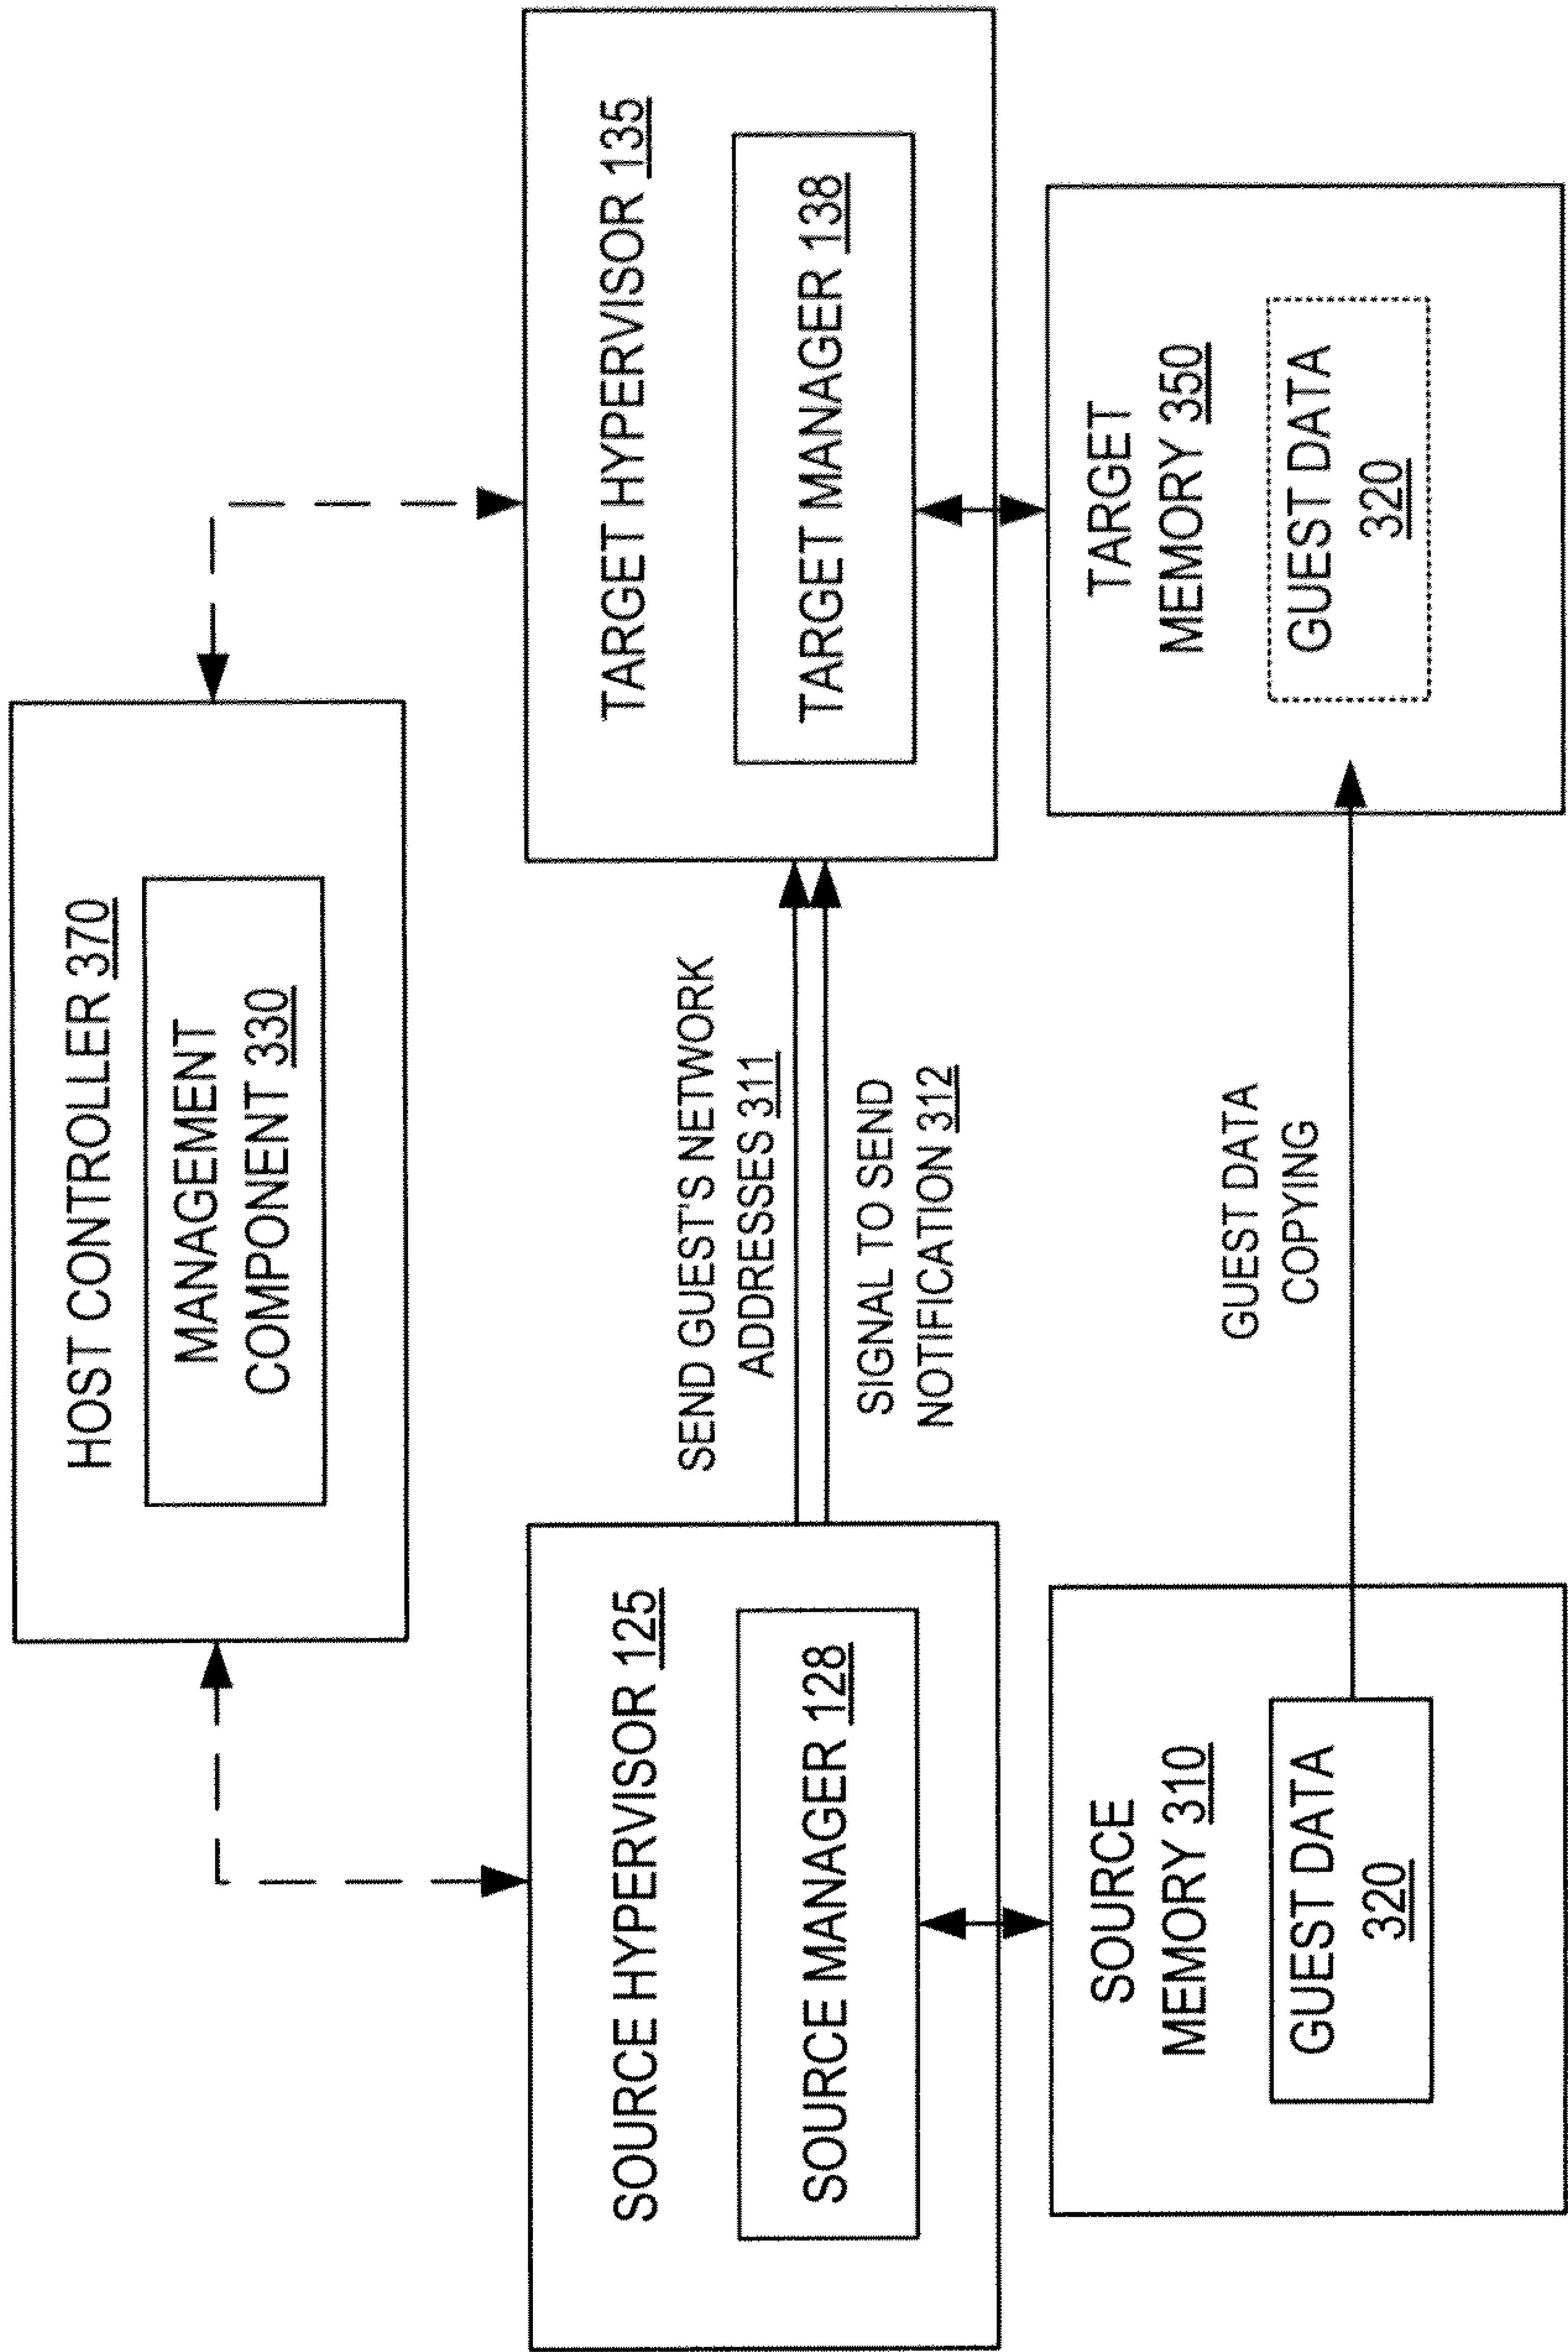 HOST CONTROLLER 370
MANAGEMENT
COMPONENT 330
SOURCE HYPERVISOR 125
SOURCE MANAGER 128
SEND GUEST'S NETWORK
ADDRESSES 311
SIGNAL TO SEND
NOTIFICATION 312
TARGET HYPERVISOR 135
TARGET MANAGER 138
SOURCE
MEMORY 310
GUEST DATA
320
GUEST DATA
COPYING
TARGET
MEMORY 350
GUEST DATA
320